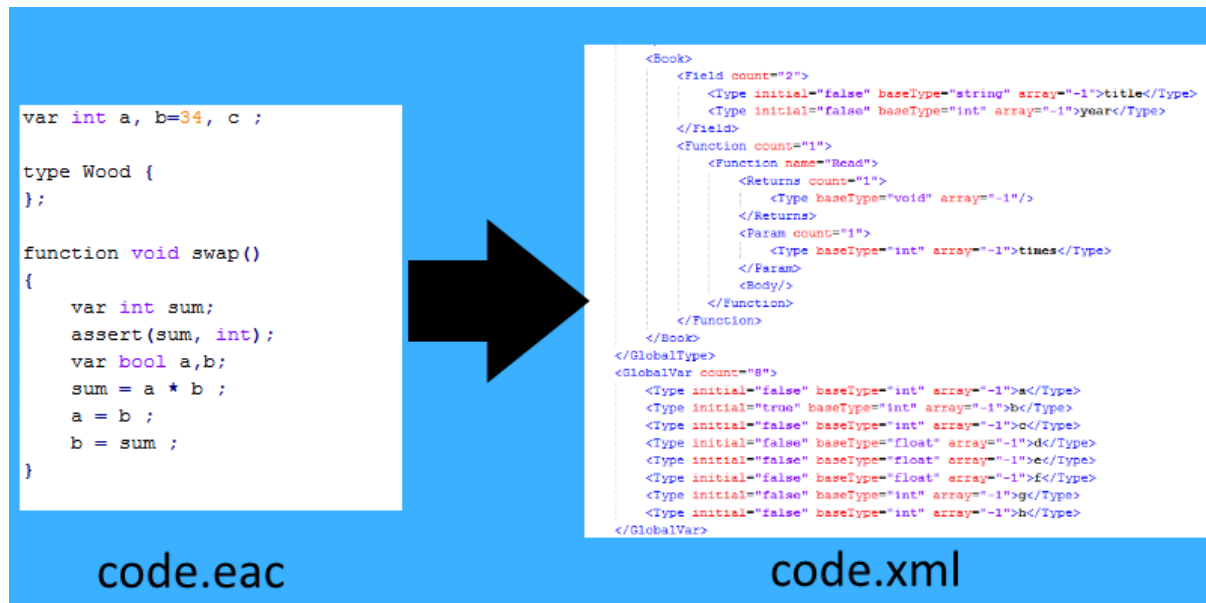 var int a, b=34, c ;
type Wood {
};
function void swap()
{
var int sum;
assert(sum, int);
var bool a,b;
sum = a * b ;
a = b ;
b = sum ;
}
code.eac
<Book>
<Field count="2">
<Type initial="false" baseType="string" array="-1">title</Type>
<Type initial="false" baseType="int" array="-1">year</Type>
</Field>
<Function count="1">
<Function name="Read">
<Returns count="1">
<Type baseType="void" array="-1"/>
</Returns>
<Param count="1">
<Type baseType="int" array="-1">times</Type>
</Param>
<Body/>
</Function>
</Function>
</Book>
</GlobalType>
<GlobalVar count="8">
<Type initial="false" baseType="int" array="-1">a</Type>
<Type initial="true" baseType="int" array="-1">b</Type>
<Type initial="false" baseType="int" array="-1">c</Type>
<Type initial="false" baseType="float" array="-1">d</Type>
<Type initial="false" baseType="float" array="-1">e</Type>
<Type initial="false" baseType="float" array="-1">f</Type>
<Type initial="false" baseType="int" array="-1">g</Type>
<Type initial="false" baseType="int" array="-1">h</Type>
</GlobalVar>
code.xml